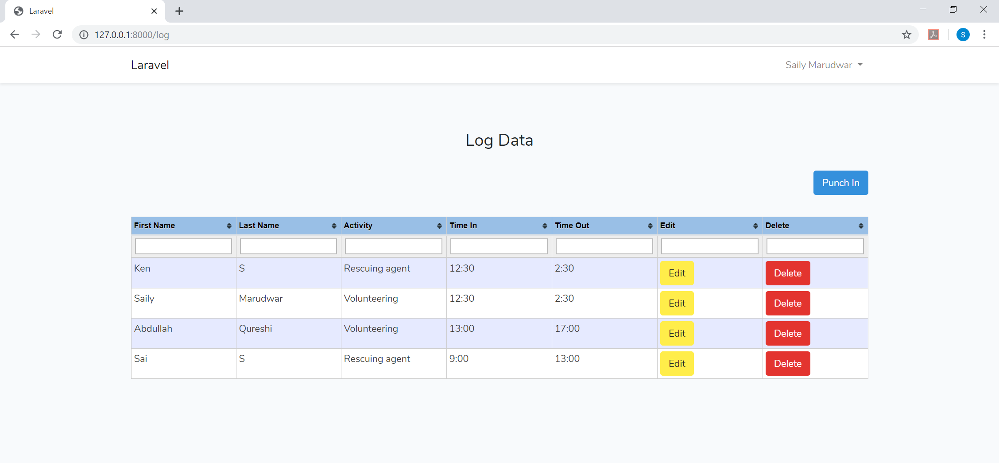 Laravel
127.0.0.1:8000/log
S
Laravel Saily Marudwar
Log Data
Punch In
First Name Last Name Activity Time In Time Out Edit Delete
Ken S Rescuing agent 12:30 2:30 Edit Delete
Saily Marudwar Volunteering 12:30 2:30 Edit Delete
Abdullah Qureshi Volunteering 13:00 17:00 Edit Delete
Sai S Rescuing agent 9:00 13:00 Edit Delete